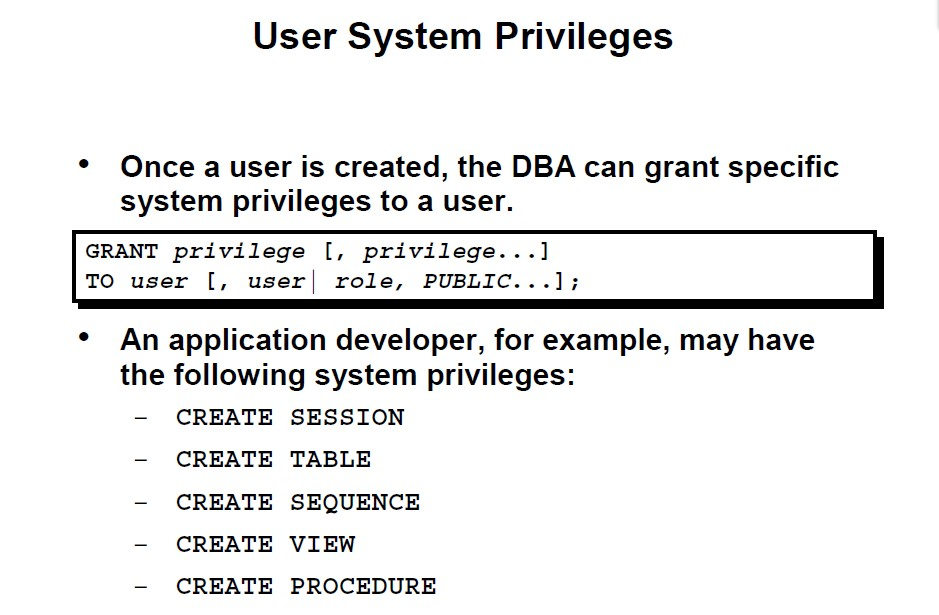 User System Privileges
• Once a user is created, the DBA can grant specific
system privileges to a user.
GRANT privilege [, privilege...]
TO user [, user| role, PUBLIC...];
• An application developer, for example, may have
the following system privileges:
– CREATE SESSION
– CREATE TABLE
– CREATE SEQUENCE
– CREATE VIEW
– CREATE PROCEDURE